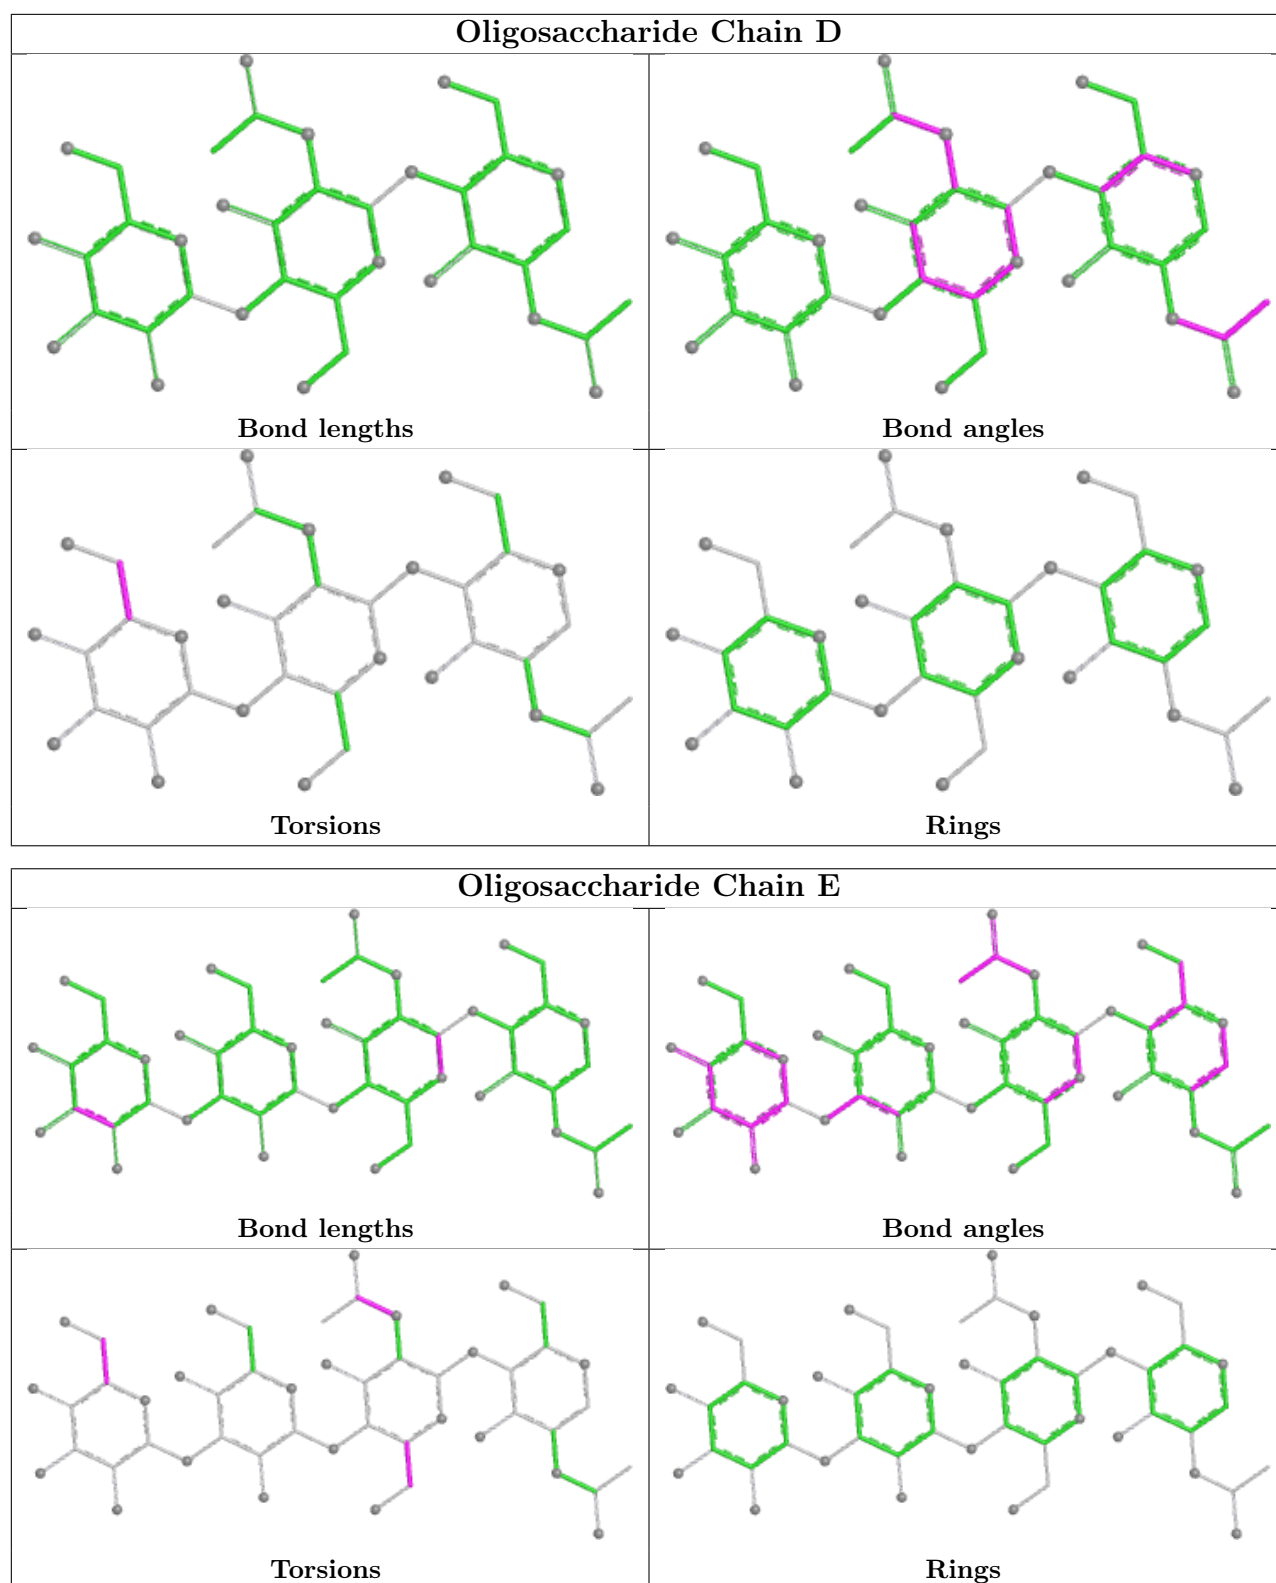 Oligosaccharide Chain D
Bond lengths
Bond angles
Torsions
Rings
Oligosaccharide Chain E
Bond lengths
Bond angles
Torsions
Rings